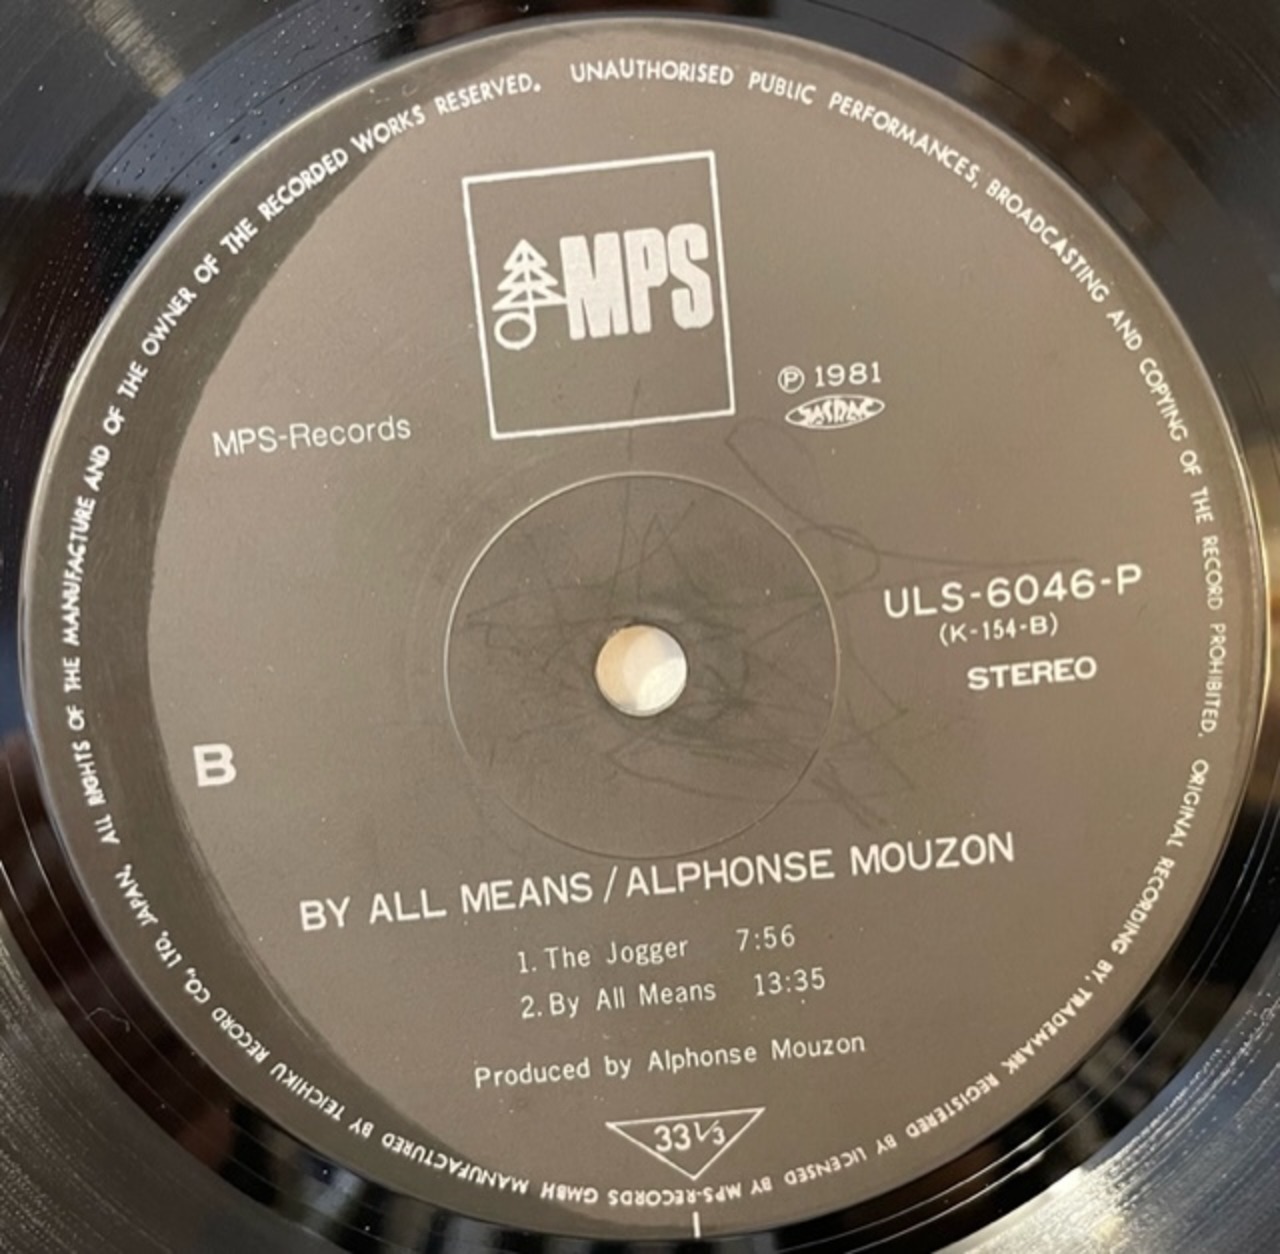 ALL RIGHTS OF THE MANUFACTURE AND OF THE OWNER OF THE RECORDED WORKS RESERVED. UNAUTHORISED PUBLIC PERFORMANCES, BROADCASTING AND COPYING OF THE RECORD PROHIBITED. ORIGINAL RECORDING BY, TRADEMARK REGISTERED BY LICENSED BY MPS-RECORDS GMBH MANUFACTURED BY TEICHIKU RECORD CO., LTD, JAPAN.
MPS
℗ 1981
JASRAC
MPS-Records
ULS-6046-P
(K-154-B)
STEREO
B
BY ALL MEANS / ALPHONSE MOUZON
1. The Jogger 7:56
2. By All Means 13:35
Produced by Alphonse Mouzon
33 1/3